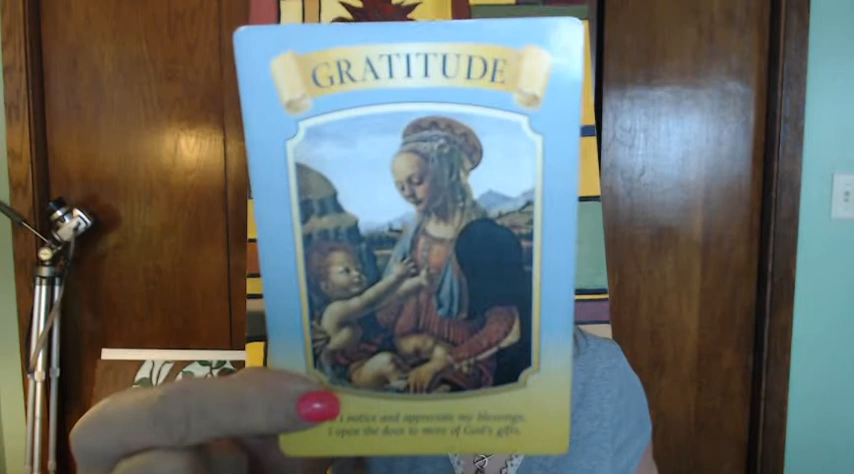 GRATITUDE
I notice and appreciate my blessings,
I open the door to more of God's gifts.